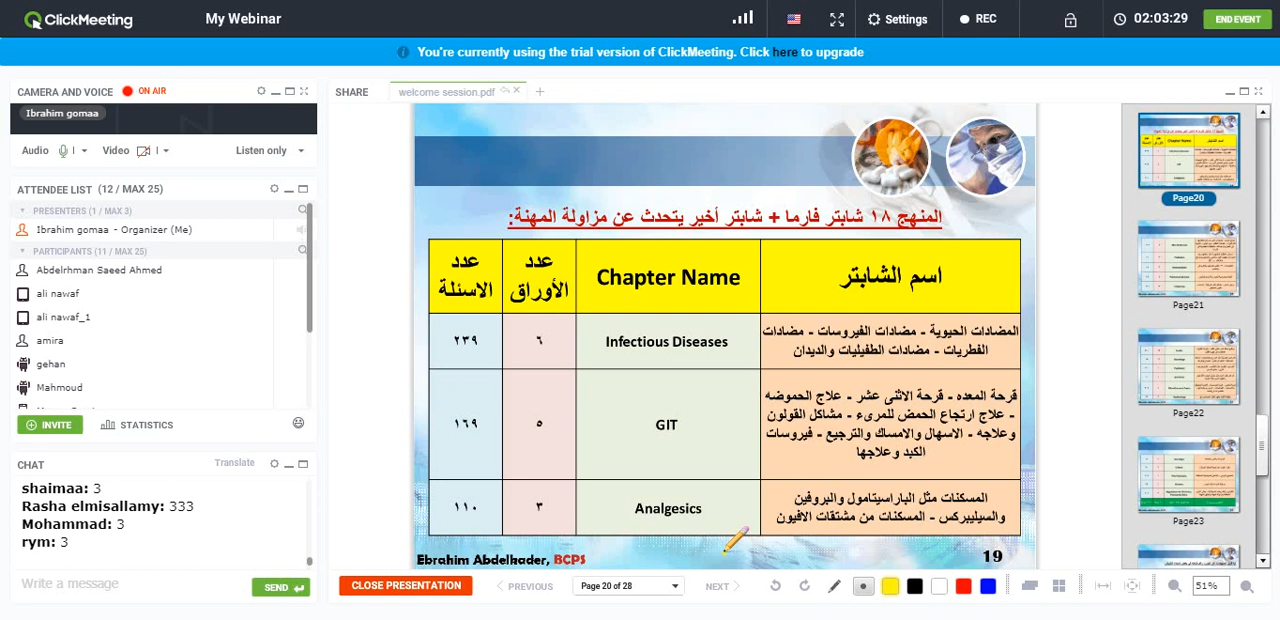 ClickMeeting
My Webinar
Settings
REC
02:03:29
END EVENT
You're currently using the trial version of ClickMeeting. Click here to upgrade
CAMERA AND VOICE
ON AIR
Ibrahim gomaa
Audio
Video
Listen only
ATTENDEE LIST (12 / MAX 25)
PRESENTERS (1 / MAX 3)
Ibrahim gomaa - Organizer (Me)
PARTICIPANTS (11 / MAX 25)
Abdelrhman Saeed Ahmed
ali nawaf
ali nawaf_1
amira
gehan
Mahmoud
INVITE
STATISTICS
CHAT
Translate
shaimaa: 3
Rasha elmisallamy: 333
Mohammad: 3
rym: 3
Write a message
SEND
SHARE
welcome session.pdf
المنهج ١٨ شابتر فارما + شابتر أخير يتحدث عن مزاولة المهنة:
اسم الشابتر
Chapter Name
عدد
الأوراق
عدد
الاسئلة
المضادات الحيوية - مضادات الفيروسات - مضادات
الفطريات - مضادات الطفيليات والديدان
Infectious Diseases
٦
٢٣٩
قرحة المعده - قرحة الاثنى عشر - علاج الحموضه
- علاج ارتجاع الحمض للمرىء - مشاكل القولون
وعلاجه - الاسهال والامساك والترجيع - فيروسات
الكبد وعلاجها
GIT
٥
١٦٩
المسكنات مثل الباراسيتامول والبروفين
والسيليبركس - المسكنات من مشتقات الافيون
Analgesics
٣
١١٠
Ebrahim Abdelkader, BCPS
19
CLOSE PRESENTATION
PREVIOUS
Page 20 of 28
NEXT
51%
Page20
Page21
Page22
Page23